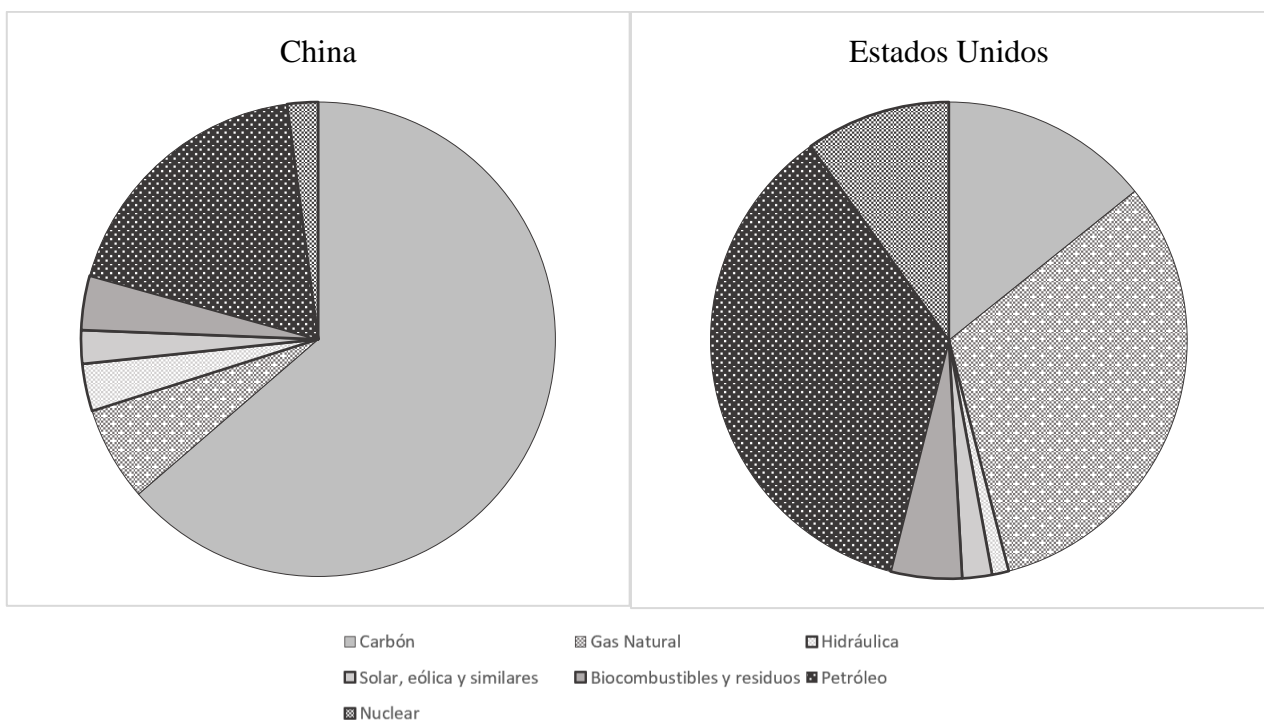 China
Estados Unidos
Carbón
Gas Natural
Hidráulica
Solar, eólica y similares
Biocombustibles y residuos
Petróleo
Nuclear